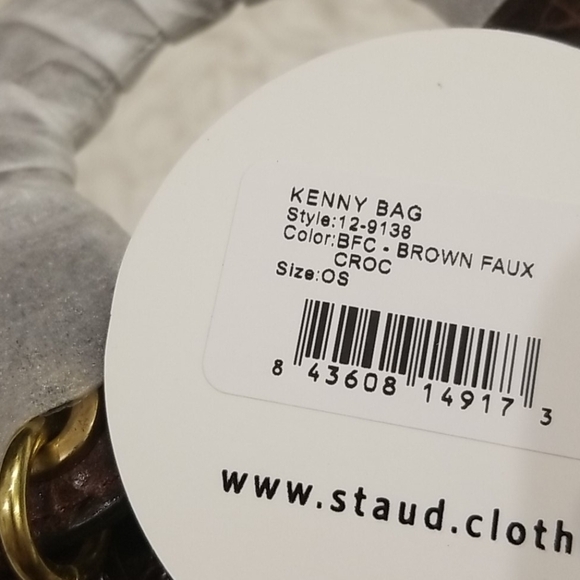 KENNY BAG
Style:12-9138
Color:BFC - BROWN FAUX
CROC
Size:OS
8 43608 14917 3
www.staud.cloth